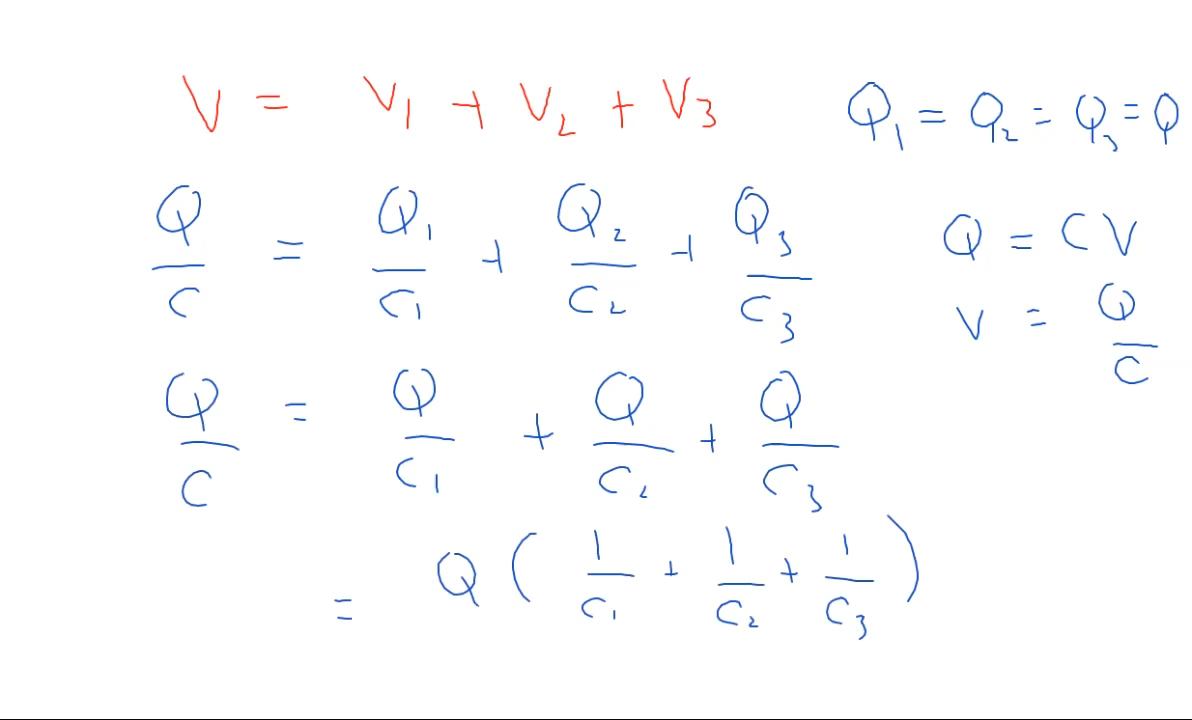 V = V₁ + V₂ + V₃
Q₁ = Q₂ = Q₃ = Q
Q/C = Q₁/C₁ + Q₂/C₂ + Q₃/C₃
Q = CV
V = Q/C
Q/C = Q/C₁ + Q/C₂ + Q/C₃
= Q ( 1/C₁ + 1/C₂ + 1/C₃ )